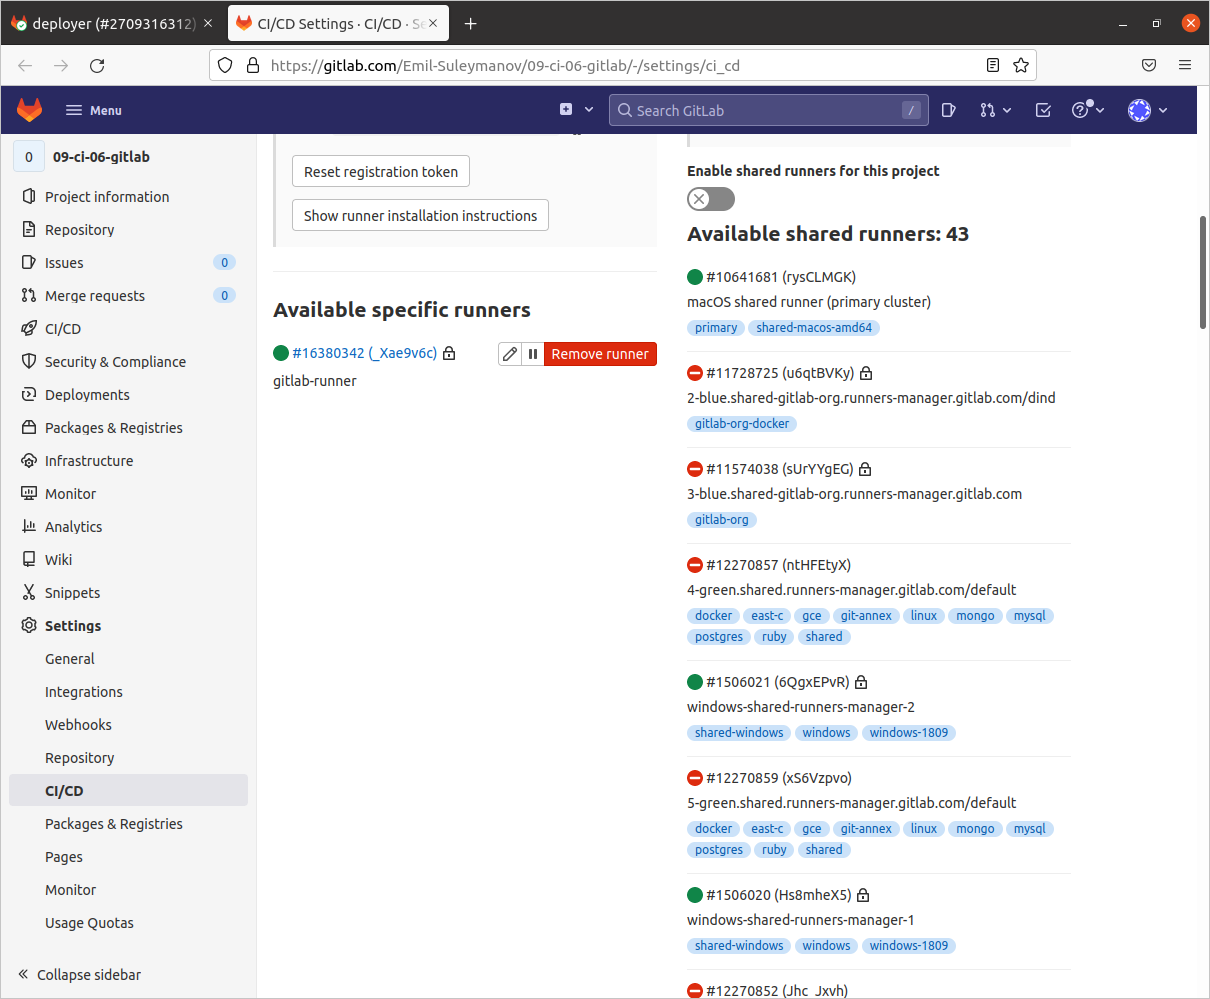 deployer (#2709316312)
CI/CD Settings · CI/CD · Se
https://gitlab.com/Emil-Suleymanov/09-ci-06-gitlab/-/settings/ci_cd
Menu
Search GitLab
/
0 09-ci-06-gitlab
Project information
Repository
Issues 0
Merge requests 0
CI/CD
Security & Compliance
Deployments
Packages & Registries
Infrastructure
Monitor
Analytics
Wiki
Snippets
Settings
General
Integrations
Webhooks
Repository
CI/CD
Packages & Registries
Pages
Monitor
Usage Quotas
Collapse sidebar
Reset registration token
Show runner installation instructions
Available specific runners
#16380342 (_Xae9v6c)
Remove runner
gitlab-runner
Enable shared runners for this project
Available shared runners: 43
#10641681 (rysCLMGK)
macOS shared runner (primary cluster)
primary shared-macos-amd64
#11728725 (u6qtBVKy)
2-blue.shared-gitlab-org.runners-manager.gitlab.com/dind
gitlab-org-docker
#11574038 (sUrYYgEG)
3-blue.shared-gitlab-org.runners-manager.gitlab.com
gitlab-org
#12270857 (ntHFEtyX)
4-green.shared.runners-manager.gitlab.com/default
docker east-c gce git-annex linux mongo mysql
postgres ruby shared
#1506021 (6QgxEPvR)
windows-shared-runners-manager-2
shared-windows windows windows-1809
#12270859 (xS6Vzpvo)
5-green.shared.runners-manager.gitlab.com/default
docker east-c gce git-annex linux mongo mysql
postgres ruby shared
#1506020 (Hs8mheX5)
windows-shared-runners-manager-1
shared-windows windows windows-1809
#12270852 (Jhc_Jxvh)